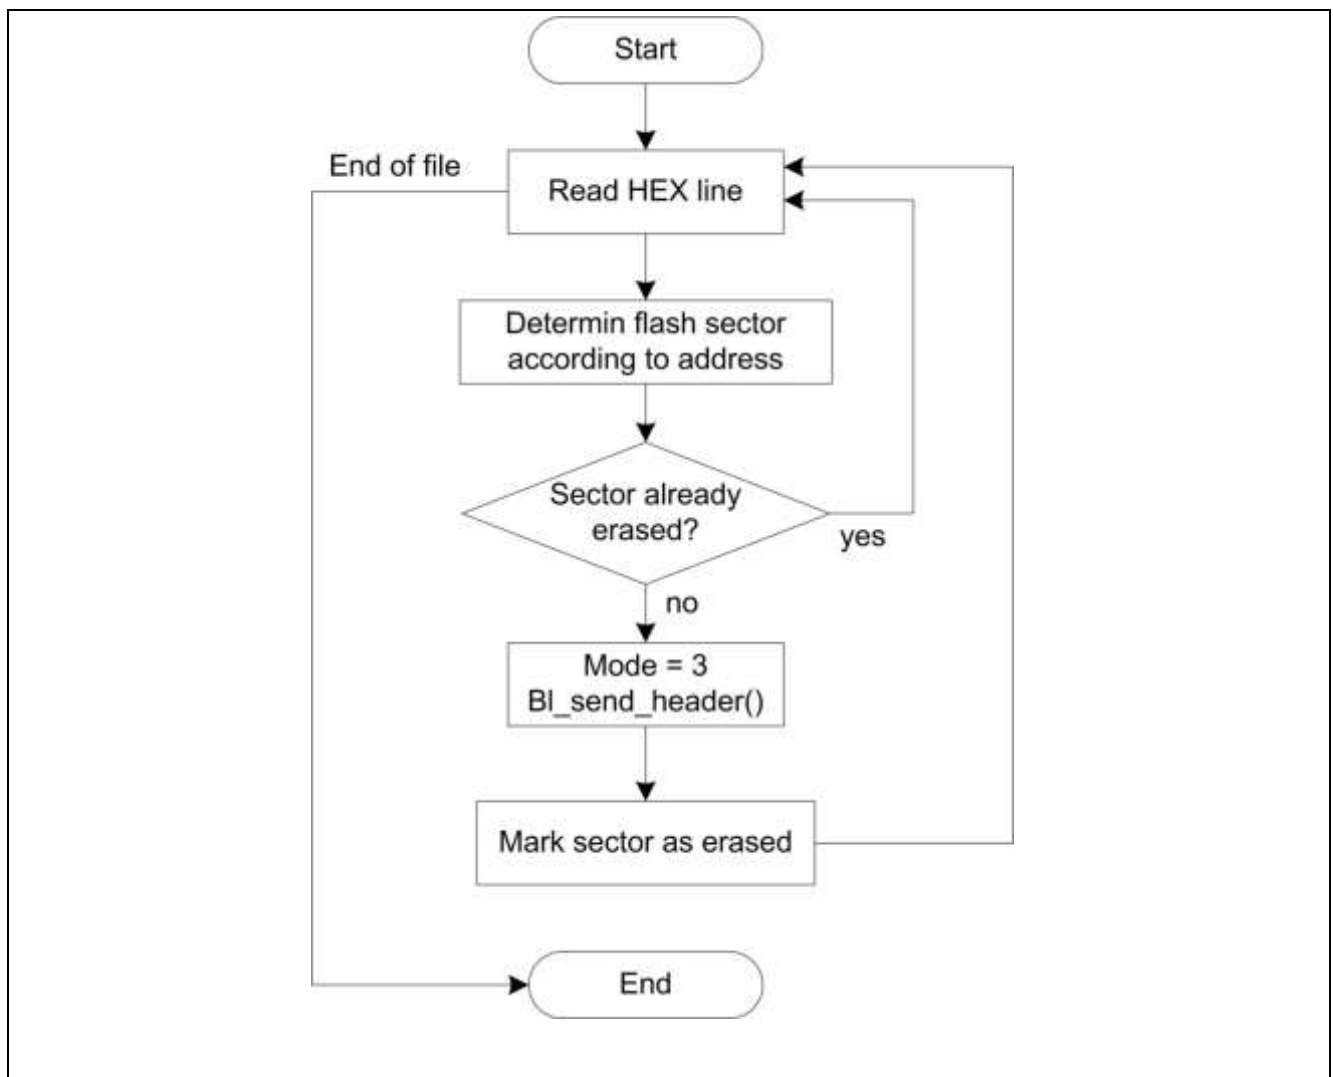 Start
End of file
Read HEX line
Determin flash sector
according to address
Sector already
erased?
yes
no
Mode = 3
Bl_send_header()
Mark sector as erased
End